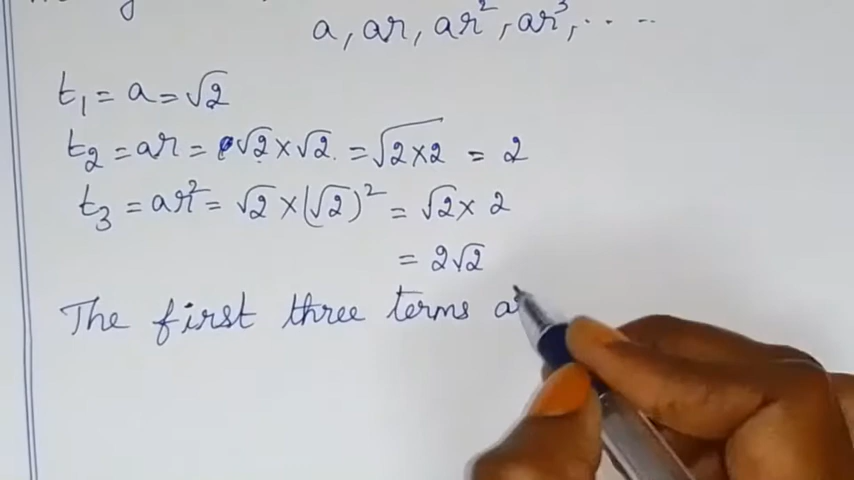 a, ar, ar², ar³, ... --
t₁ = a = √2
t₂ = ar = √2 × √2 = √2×2 = 2
t₃ = ar² = √2 × (√2)² = √2 × 2
= 2√2
The first three terms